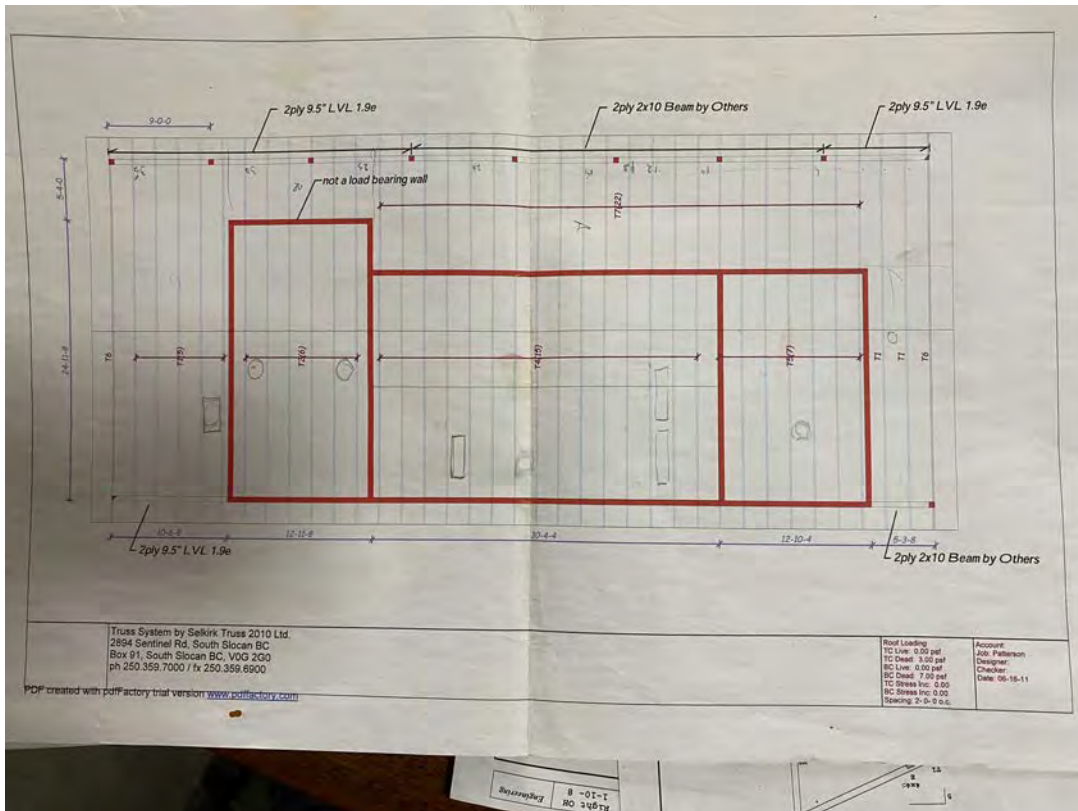 2ply 9.5" LVL 1.9e
2ply 2x10 Beam by Others
2ply 9.5" LVL 1.9e
9-0-0
not a load bearing wall
T7(22)
24-11-8
T6
T2(6)
T4(15)
T5(7)
T1
T1
T6
10-6-8
12-11-8
30-4-4
12-10-4
5-3-8
2ply 9.5" LVL 1.9e
2ply 2x10 Beam by Others
Truss System by Selkirk Truss 2010 Ltd.
2894 Sentinel Rd, South Slocan BC
Box 91, South Slocan BC, V0G 2G0
ph 250.359.7000 / fx 250.359.6900
Roof Loading
TC Live: 0.00 psf
TC Dead: 3.00 psf
BC Live: 0.00 psf
BC Dead: 7.00 psf
TC Stress Inc: 0.00
BC Stress Inc: 0.00
Spacing: 2-0-0 o.c.
Account:
Job: Patterson
Designer:
Checker:
Date: 06-16-11
PDF created with pdfFactory trial version www.pdffactory.com
Engineering
1-10-8
Right OH